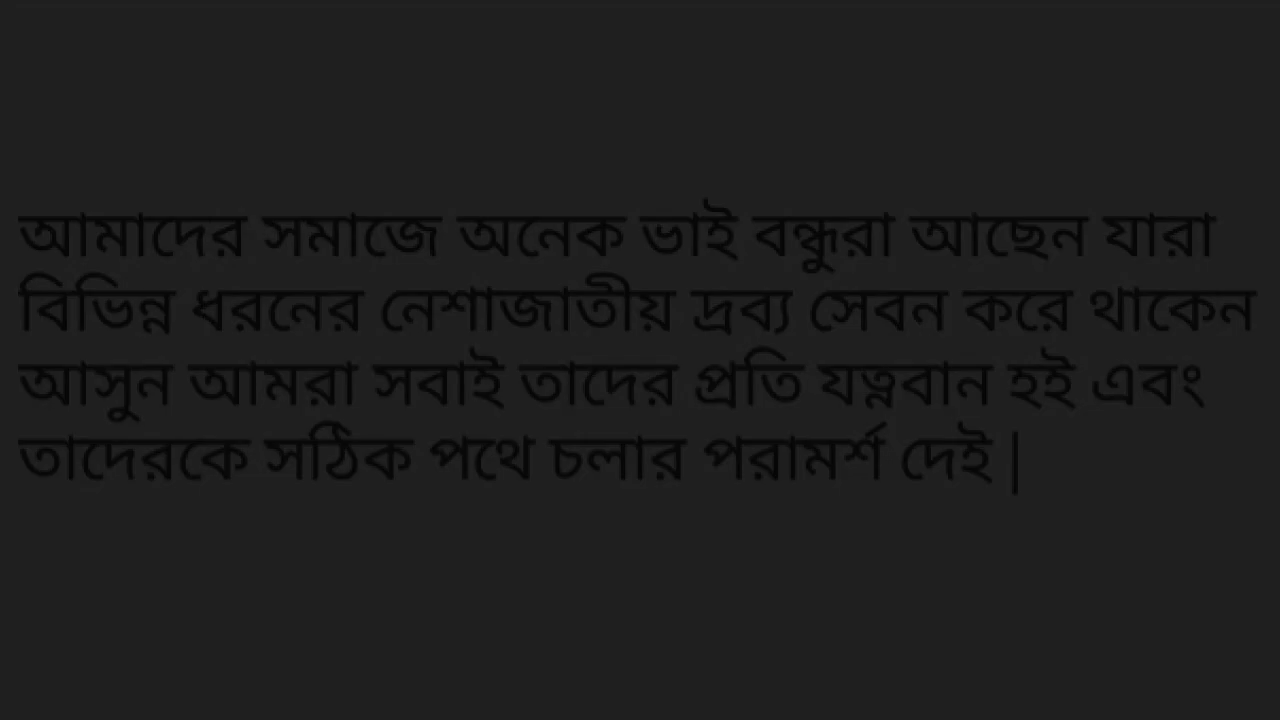 আমাদের সমাজে অনেক ভাই বন্ধুরা আছেন যারা
বিভিন্ন ধরনের নেশাজাতীয় দ্রব্য সেবন করে থাকেন
আসুন আমরা সবাই তাদের প্রতি যত্নবান হই এবং
তাদেরকে সঠিক পথে চলার পরামর্শ দেই |